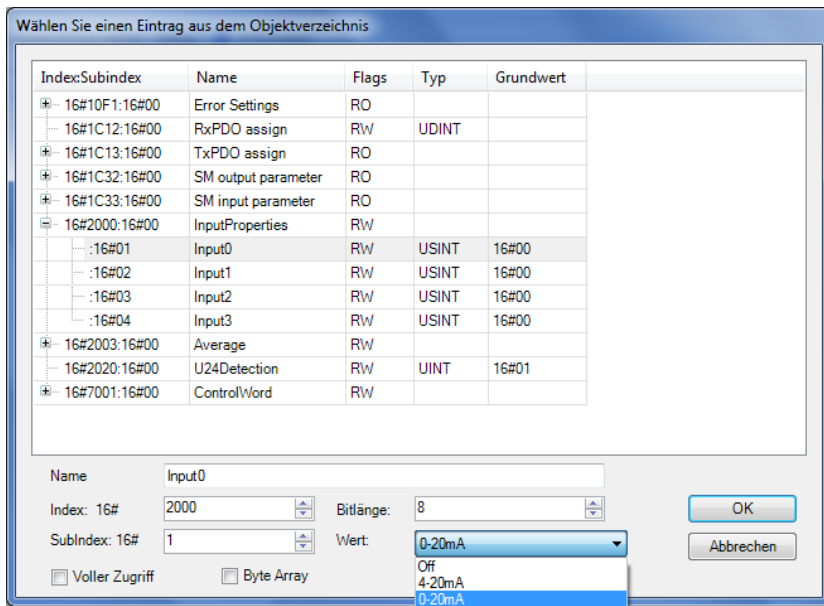 Wählen Sie einen Eintrag aus dem Objektverzeichnis
Index:Subindex Name Flags Typ Grundwert
16#10F1:16#00 Error Settings RO
16#1C12:16#00 RxPDO assign RW UDINT
16#1C13:16#00 TxPDO assign RO
16#1C32:16#00 SM output parameter RO
16#1C33:16#00 SM input parameter RO
16#2000:16#00 InputProperties RW
:16#01 Input0 RW USINT 16#00
:16#02 Input1 RW USINT 16#00
:16#03 Input2 RW USINT 16#00
:16#04 Input3 RW USINT 16#00
16#2003:16#00 Average RW
16#2020:16#00 U24Detection RW UINT 16#01
16#7001:16#00 ControlWord RW
Name Input0
Index: 16# 2000 Bitlänge: 8 OK
SubIndex: 16# 1 Wert: 0-20mA Abbrechen
Voller Zugriff Byte Array Off
4-20mA
0-20mA